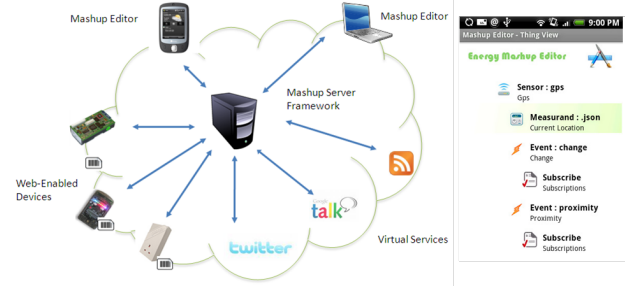 Mashup Editor
Mashup Editor
Mashup Server
Framework
Web-Enabled
Devices
Google
talk
twitter
Virtual Services
9:00 PM
Mashup Editor - Thing View
Energy Mashup Editor
Sensor : gps
Gps
Measurand : .json
Current Location
Event : change
Change
Subscribe
Subscriptions
Event : proximity
Proximity
Subscribe
Subscriptions